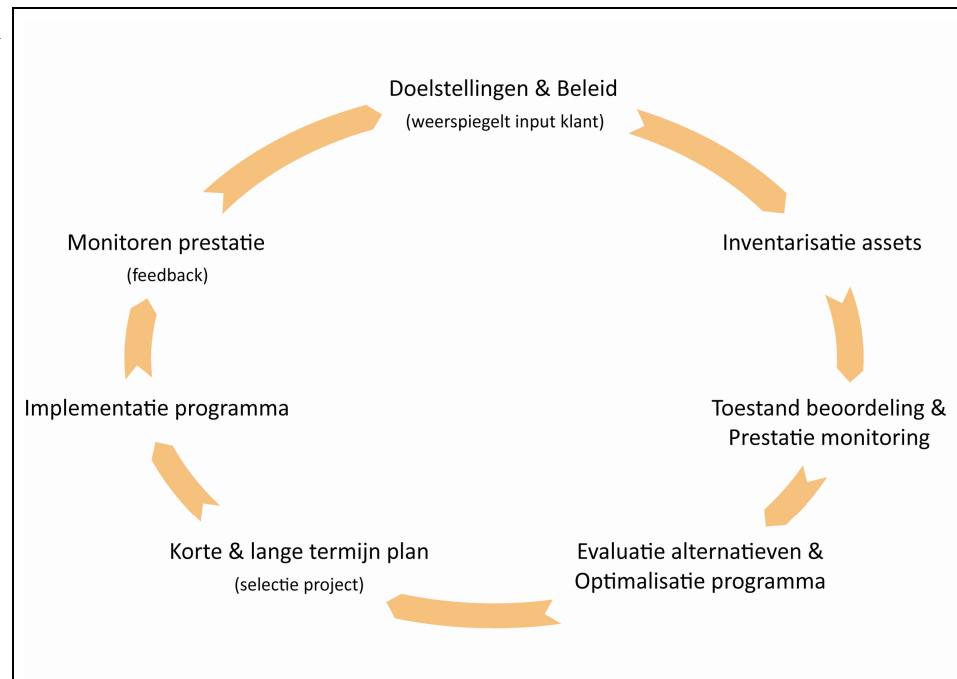 Doelstellingen & Beleid
(weerspiegelt input klant)
Inventarisatie assets
Toestand beoordeling &
Prestatie monitoring
Evaluatie alternatieven &
Optimalisatie programma
Korte & lange termijn plan
(selectie project)
Implementatie programma
Monitoren prestatie
(feedback)